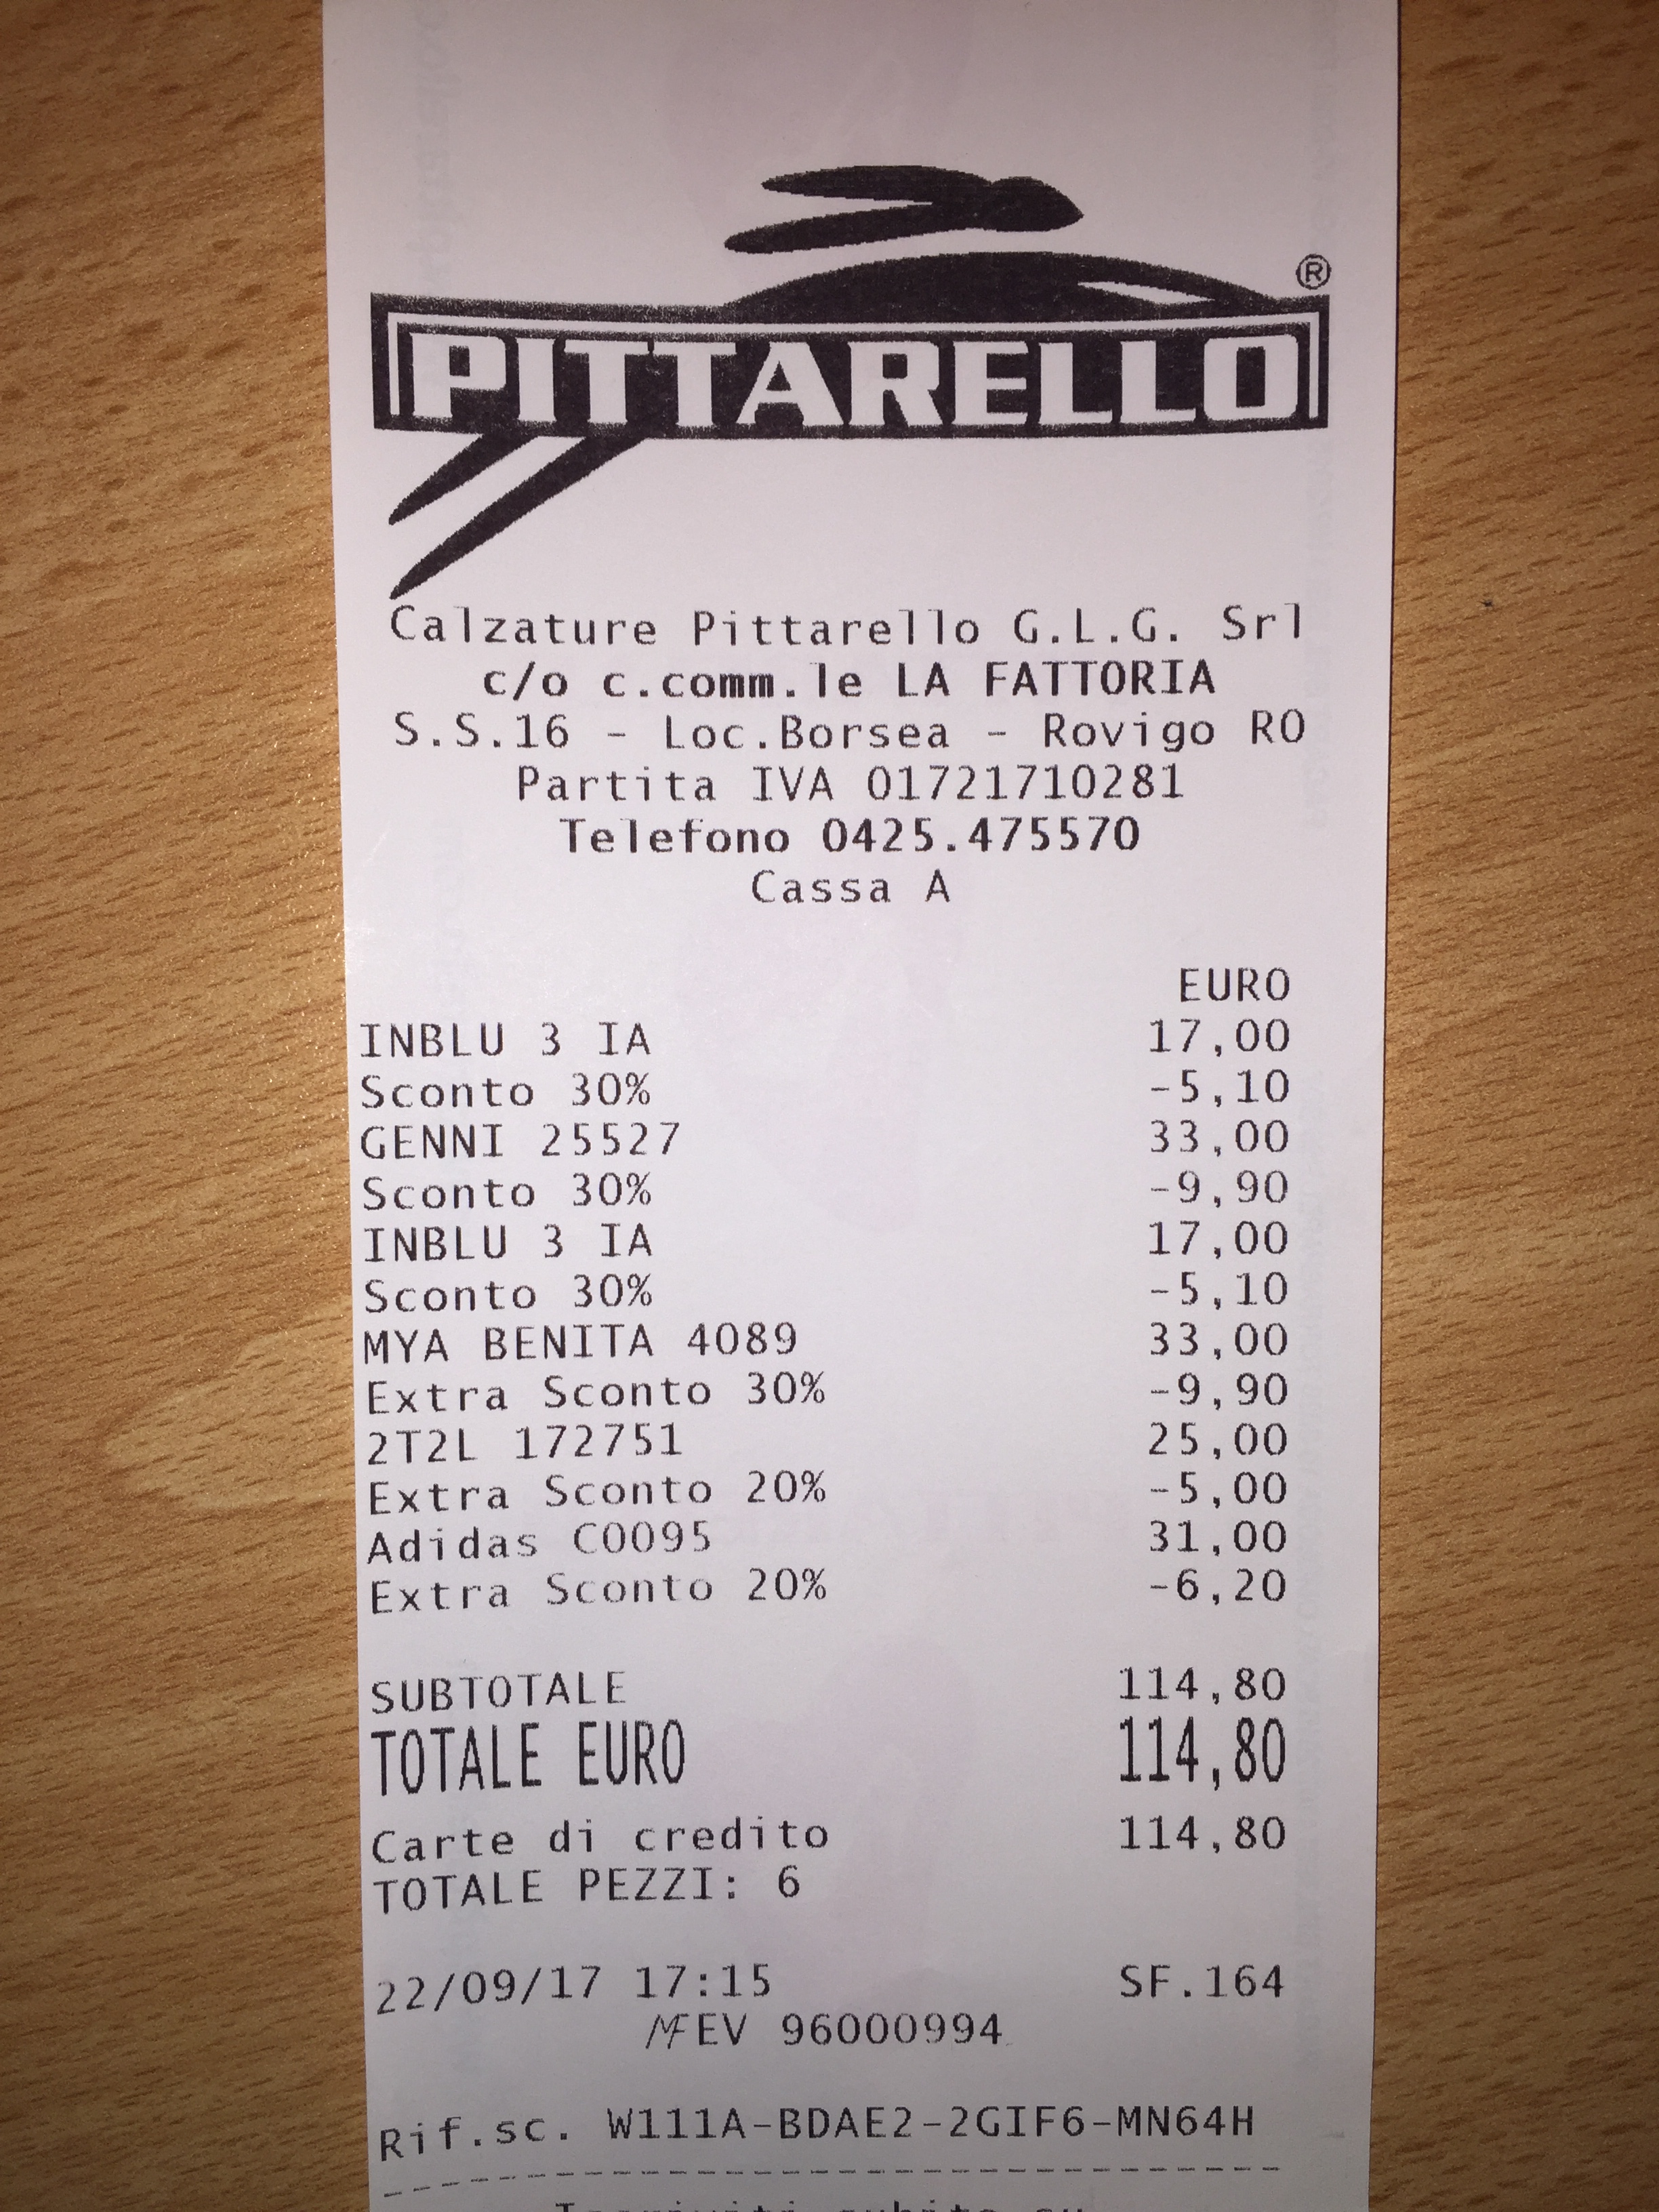 PITTARELLO ®
Calzature Pittarello G.L.G. Srl
c/o c.comm.le LA FATTORIA
S.S.16 - Loc.Borsea - Rovigo RO
Partita IVA 01721710281
Telefono 0425.475570
Cassa A
EURO
INBLU 3 IA 17,00
Sconto 30% -5,10
GENNI 25527 33,00
Sconto 30% -9,90
INBLU 3 IA 17,00
Sconto 30% -5,10
MYA BENITA 4089 33,00
Extra Sconto 30% -9,90
2T2L 172751 25,00
Extra Sconto 20% -5,00
Adidas C0095 31,00
Extra Sconto 20% -6,20
SUBTOTALE 114,80
TOTALE EURO 114,80
Carte di credito 114,80
TOTALE PEZZI: 6
22/09/17 17:15 SF.164
MF EV 96000994
Rif.sc. W111A-BDAE2-2GIF6-MN64H
--------------------------------